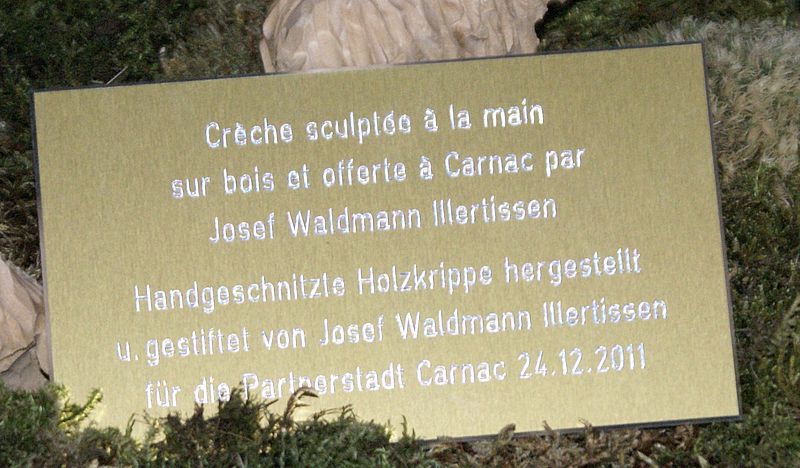 Crèche sculptée à la main
sur bois et offerte à Carnac par
Josef Waldmann Illertissen
Handgeschnitzte Holzkrippe hergestellt
u. gestiftet von Josef Waldmann Illertissen
für die Partnerstadt Carnac 24.12.2011